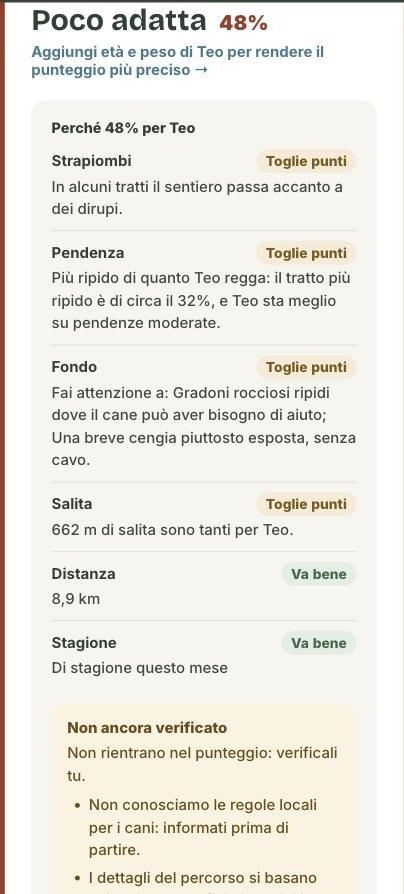 Poco adatta 48%
Aggiungi età e peso di Teo per rendere il
punteggio più preciso →
Perché 48% per Teo
Strapiombi Toglie punti
In alcuni tratti il sentiero passa accanto a
dei dirupi.
Pendenza Toglie punti
Più ripido di quanto Teo regga: il tratto più
ripido è di circa il 32%, e Teo sta meglio
su pendenze moderate.
Fondo Toglie punti
Fai attenzione a: Gradoni rocciosi ripidi
dove il cane può aver bisogno di aiuto;
Una breve cengia piuttosto esposta, senza
cavo.
Salita Toglie punti
662 m di salita sono tanti per Teo.
Distanza Va bene
8,9 km
Stagione Va bene
Di stagione questo mese
Non ancora verificato
Non rientrano nel punteggio: verificali
tu.
• Non conosciamo le regole locali
per i cani: informati prima di
partire.
• I dettagli del percorso si basano